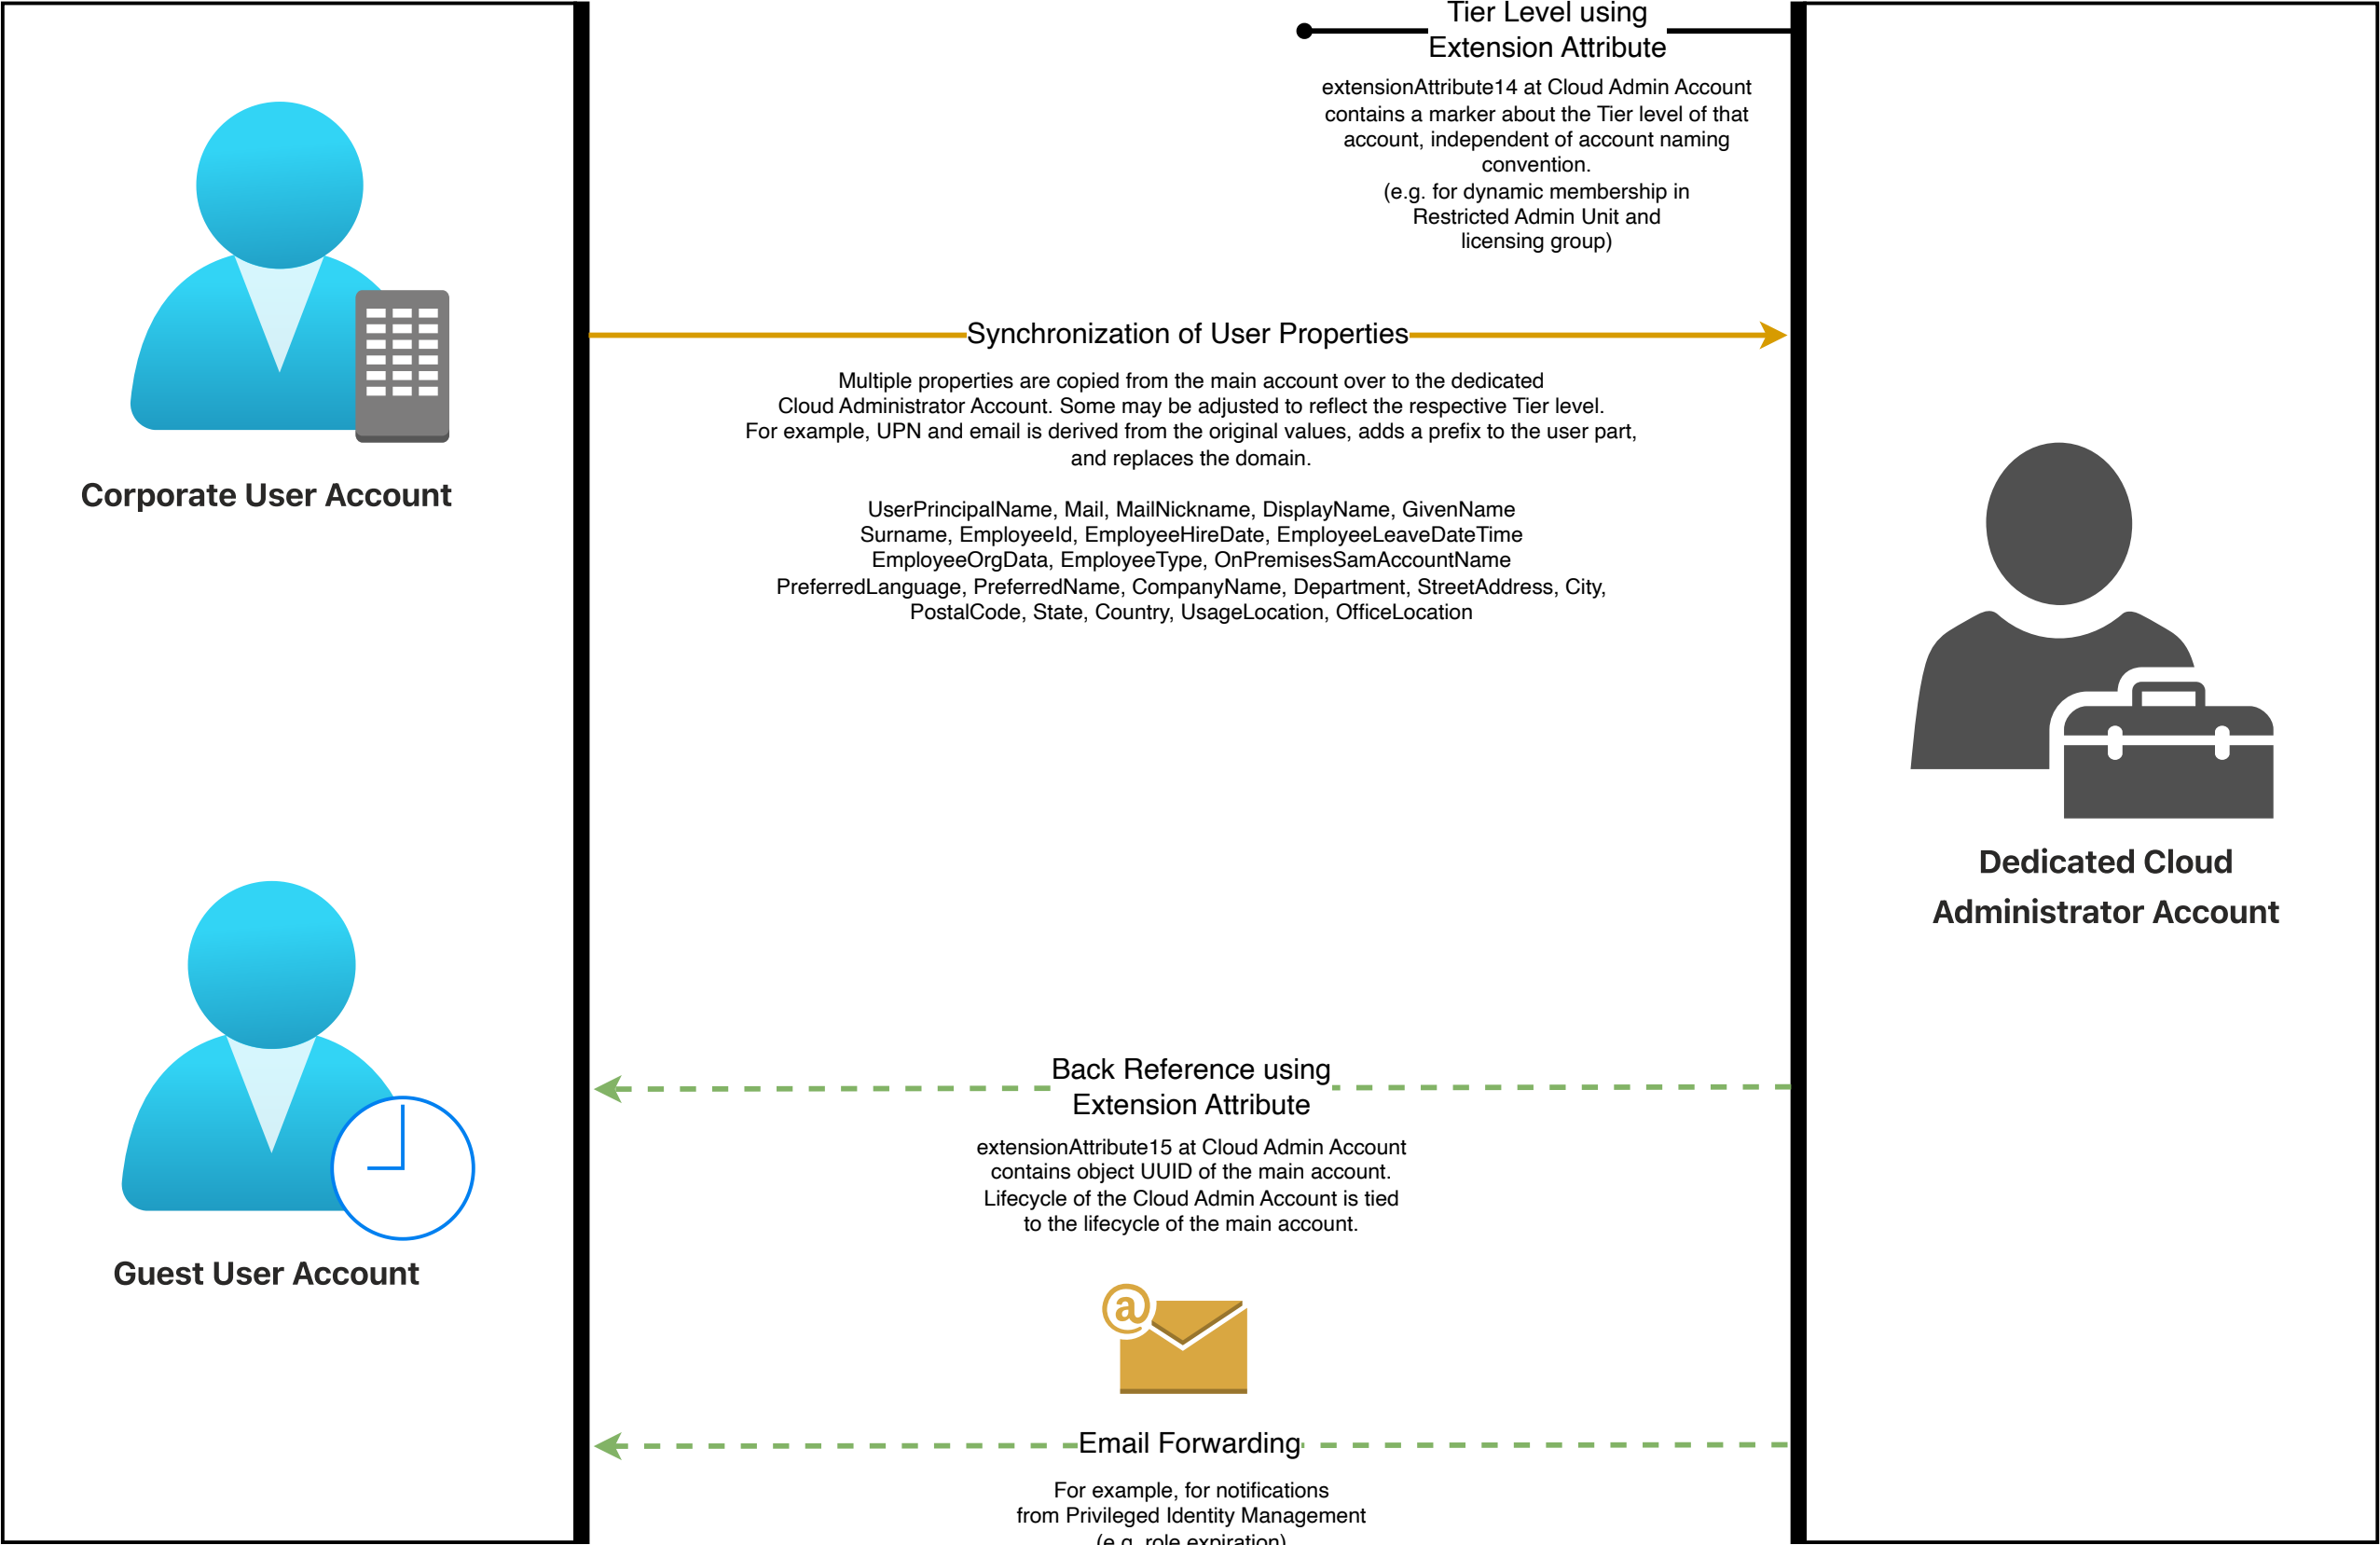 Tier Level using
Extension Attribute
extensionAttribute14 at Cloud Admin Account
contains a marker about the Tier level of that
account, independent of account naming
convention.
(e.g. for dynamic membership in
Restricted Admin Unit and
licensing group)
Synchronization of User Properties
Multiple properties are copied from the main account over to the dedicated
Cloud Administrator Account. Some may be adjusted to reflect the respective Tier level.
For example, UPN and email is derived from the original values, adds a prefix to the user part,
and replaces the domain.
UserPrincipalName, Mail, MailNickname, DisplayName, GivenName
Surname, EmployeeId, EmployeeHireDate, EmployeeLeaveDateTime
EmployeeOrgData, EmployeeType, OnPremisesSamAccountName
PreferredLanguage, PreferredName, CompanyName, Department, StreetAddress, City,
PostalCode, State, Country, UsageLocation, OfficeLocation
Corporate User Account
Dedicated Cloud
Administrator Account
Back Reference using
Extension Attribute
extensionAttribute15 at Cloud Admin Account
contains object UUID of the main account.
Lifecycle of the Cloud Admin Account is tied
to the lifecycle of the main account.
Guest User Account
@
Email Forwarding
For example, for notifications
from Privileged Identity Management
(e.g. role expiration)